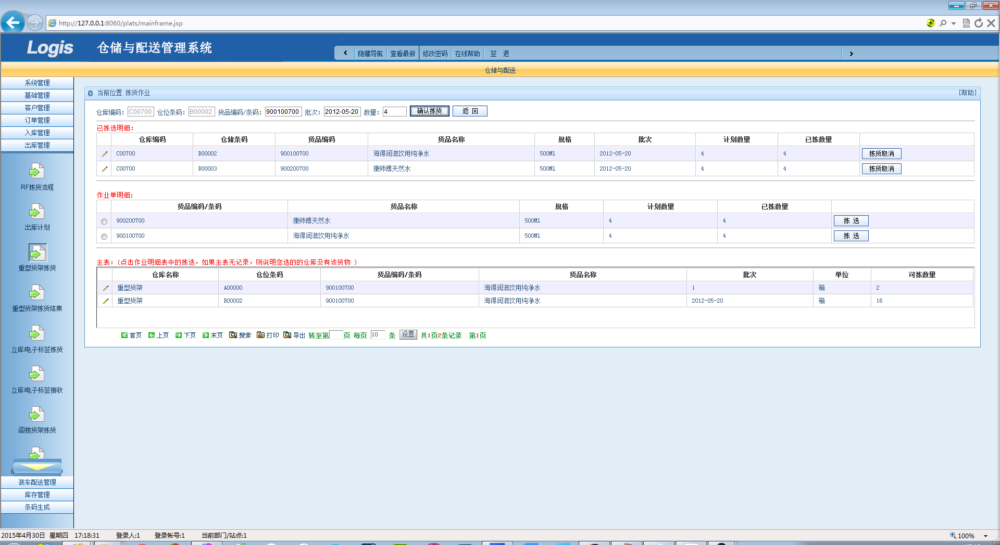 http://127.0.0.1:8060/plats/mainframe.jsp
Logis 仓储与配送管理系统
隐藏导航 查看最新 修改密码 在线帮助 签 退
仓储与配送
系统管理
基础管理
客户管理
订单管理
入库管理
出库管理
RF拣货流程
出库计划
重型货架拣货
重型货架拣货结果
立库/电子标签拣货
立库/电子标签接收
阁楼货架拣货
装车配送管理
库存管理
条码生成
当前位置:拣货作业 [帮助]
仓库编码: C00700 仓位条码: B00002 货品编码/条码: 900100700 批次: 2012-05-20 数量: 4 确认拣货 返 回
已拣选明细:
仓库编码 仓储条码 货品编码 货品名称 规格 批次 计划数量 已拣数量
C00700 B00002 900100700 海得润滋饮用纯净水 500Ml 2012-05-20 4 4 拣货取消
C00700 B00003 900200700 康师傅天然水 500Ml 2012-05-20 4 4 拣货取消
作业单明细:
货品编码/条码 货品名称 规格 计划数量 已拣数量
900200700 康师傅天然水 500Ml 4 4 拣 选
900100700 海得润滋饮用纯净水 500Ml 4 4 拣 选
主表:(点击作业明细表中的拣选,如果主表无记录,则说明您选的的仓库没有该货物 )
仓库名称 仓位条码 货品编码/条码 货品名称 批次 单位 可拣数量
重型货架 A00000 900100700 海得润滋饮用纯净水 1 箱 2
重型货架 B00002 900100700 海得润滋饮用纯净水 2012-05-20 箱 16
首页 上页 下页 末页 搜索 打印 导出 转至第 页 每页 10 条 设置 共1页2条记录 第1页
2015年4月30日 星期四 17:18:31 登录人:1 登录帐号:1 当前部门/站点:1 100%